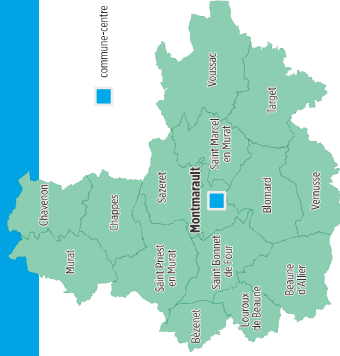 commune-centre
Voussac
Target
Saint Marcel
en Murat
Sazeret
Montmarault
Blomard
Vernusse
Chavenon
Chappes
Murat
Saint Priest
en Murat
Saint Bonnet
de Four
Beaune
d'Allier
Louroux
de Beaune
Bézenet